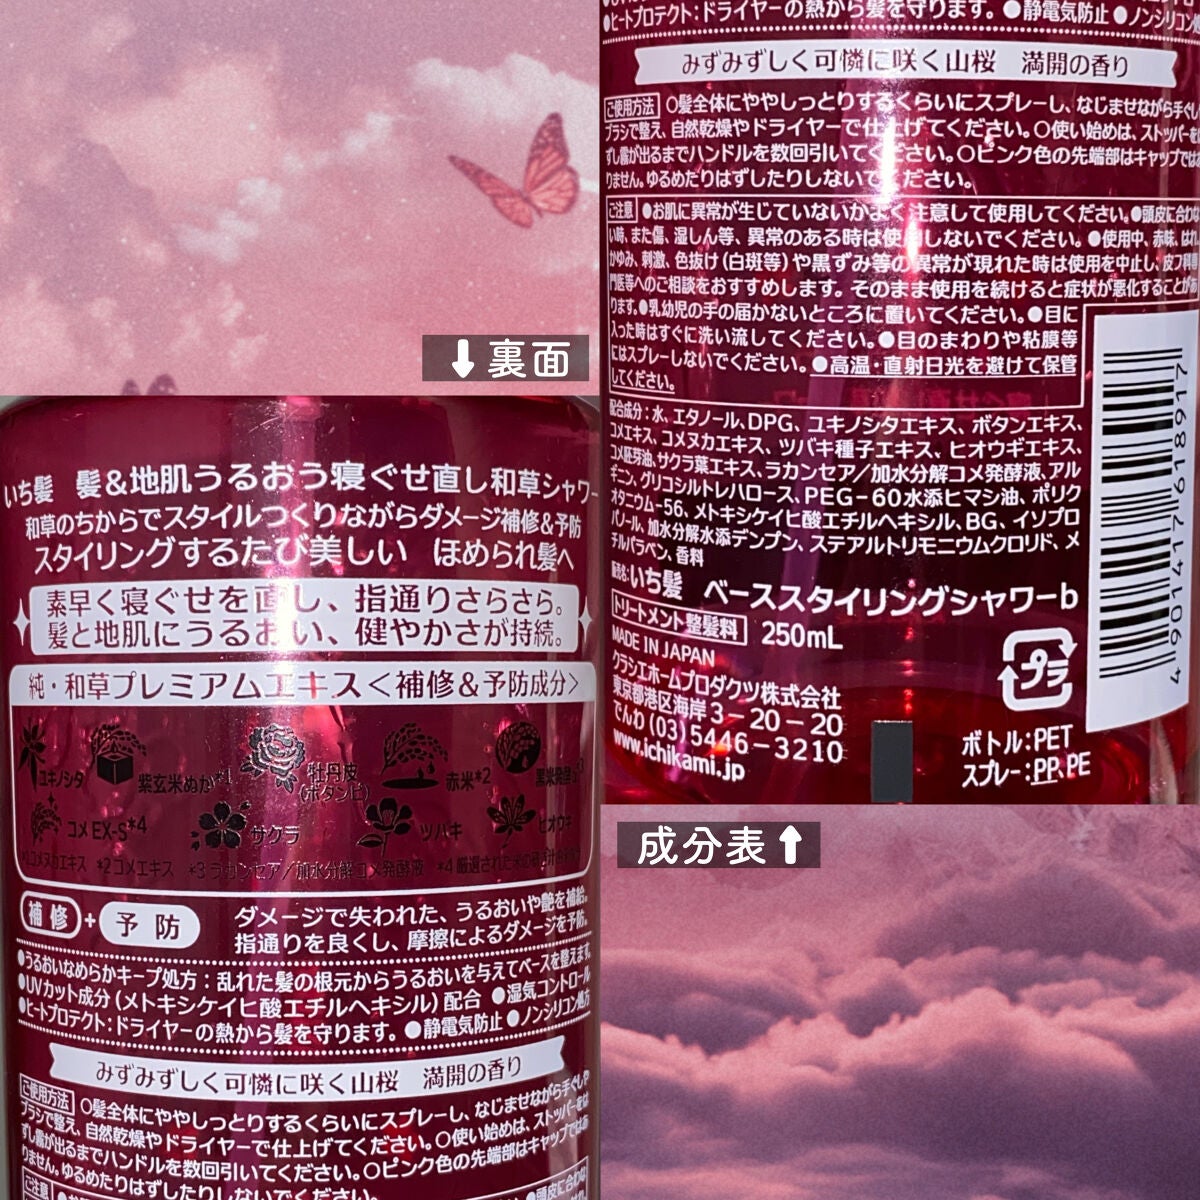 ↓裏面
いち髪 髪&地肌うるおう寝ぐせ直し和草シャワー
和草のちからでスタイルつくりながらダメージ補修&予防
スタイリングするたび美しい ほめられ髪へ
素早く寝ぐせを直し、指通りさらさら。
髪と地肌にうるおい、健やかさが持続。
純・和草プレミアムエキス<補修&予防成分>
ユキノシタ 紫玄米ぬか*1 牡丹皮 赤米*2
(ボタンピ)
コメEX-S*4 サクラ ツバキ ヒオウギ
*2コメエキス *3ラカンセア/加水分解コメ発酵液
補修+予防
ダメージで失われた、うるおいや艶を補給。
指通りを良くし、摩擦によるダメージを予防。
●うるおいなめらかキープ処方:乱れた髪の根元からうるおいを与えてベースを整えます。
●UVカット成分(メトキシケイヒ酸エチルヘキシル)配合 ●湿気コントロール
●ヒートプロテクト:ドライヤーの熱から髪を守ります。●静電気防止●ノンシリコン処方
みずみずしく可憐に咲く山桜 満開の香り
ご使用方法 ○髪全体にややしっとりするくらいにスプレーし、なじませながら手ぐし
ブラシで整え、自然乾燥やドライヤーで仕上げてください。○使い始めは、ストッパーをは
ずし霧が出るまでハンドルを数回引いてください。○ピンク色の先端部はキャップではあ
りません。ゆるめたりはずしたりしないでください。
●ヒートプロテクト:ドライヤーの熱から髪を守ります。●静電気防止●ノンシリコン
みずみずしく可憐に咲く山桜 満開の香り
ご使用方法 ○髪全体にややしっとりするくらいにスプレーし、なじませながら手ぐし
ブラシで整え、自然乾燥やドライヤーで仕上げてください。○使い始めは、ストッパーをは
ずし霧が出るまでハンドルを数回引いてください。○ピンク色の先端部はキャップではあ
りません。ゆるめたりはずしたりしないでください。
ご注意 ●お肌に異常が生じていないかよく注意して使用してください。●頭皮に合わな
い時、また傷、湿しん等、異常のある時は使用しないでください。●使用中、赤味、はれ、
かゆみ、刺激、色抜け(白斑等)や黒ずみ等の異常が現れた時は使用を中止し、皮フ科専
門医等へのご相談をおすすめします。そのまま使用を続けると症状が悪化することがあ
ります。●乳幼児の手の届かないところに置いてください。●目に
入った時はすぐに洗い流してください。●目のまわりや粘膜等
にはスプレーしないでください。●高温・直射日光を避けて保管
してください。
配合成分:水、エタノール、DPG、ユキノシタエキス、ボタンエキス、
コメエキス、コメヌカエキス、ツバキ種子エキス、ヒオウギエキス、
コメ胚芽油、サクラ葉エキス、ラカンセア/加水分解コメ発酵液、アル
ギニン、グリコシルトレハロース、PEG-60水添ヒマシ油、ポリク
オタニウム-56、メトキシケイヒ酸エチルヘキシル、BG、イソプロ
パノール、加水分解水添デンプン、ステアルトリモニウムクロリド、メ
チルパラベン、香料
販売名:いち髪 ベーススタイリングシャワーb
トリートメント整髪料 250mL
MADE IN JAPAN
クラシエホームプロダクツ株式会社
東京都港区海岸3-20-20
でんわ(03)5446-3210
www.ichikami.jp
プラ
ボトル:PET
スプレー:PP、PE
4 901417 618917
成分表↑